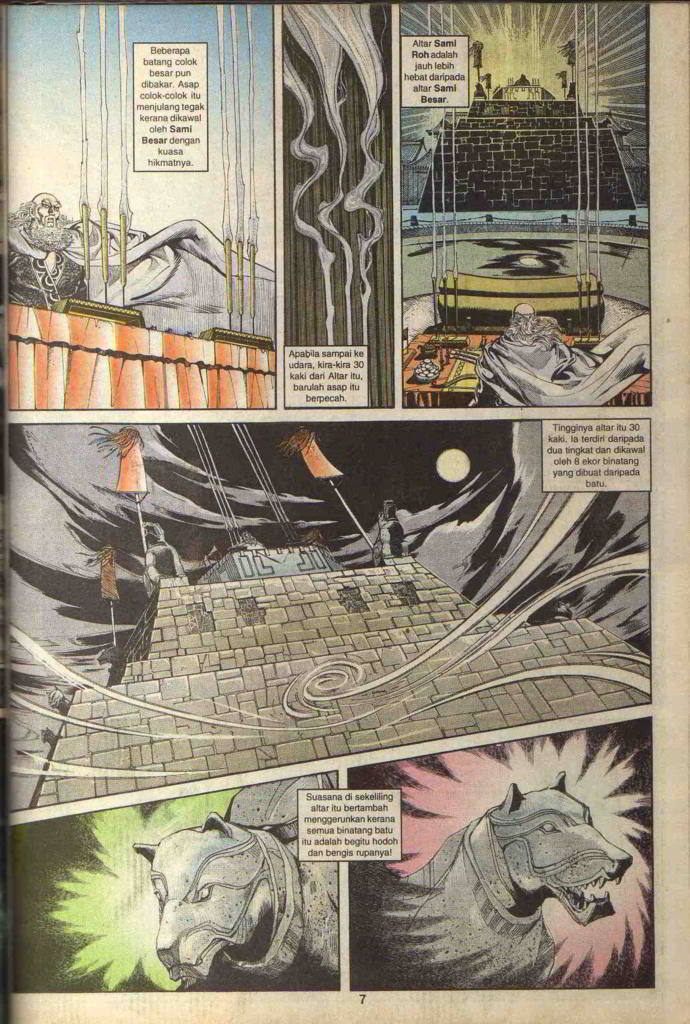 Beberapa
batang colok
besar pun
dibakar. Asap
colok-colok itu
menjulang tegak
kerana dikawal
oleh Sami
Besar dengan
kuasa
hikmatnya.
Apabila sampai ke
udara, kira-kira 30
kaki dari Altar itu,
barulah asap itu
berpecah.
Altar Sami
Roh adalah
jauh lebih
hebat daripada
altar Sami
Besar.
Tingginya altar itu 30
kaki. Ia terdiri daripada
dua tingkat dan dikawal
oleh 8 ekor binatang
yang dibuat daripada
batu.
Suasana di sekeliling
altar itu bertambah
menggerunkan kerana
semua binatang batu
itu adalah begitu hodoh
dan bengis rupanya!
7